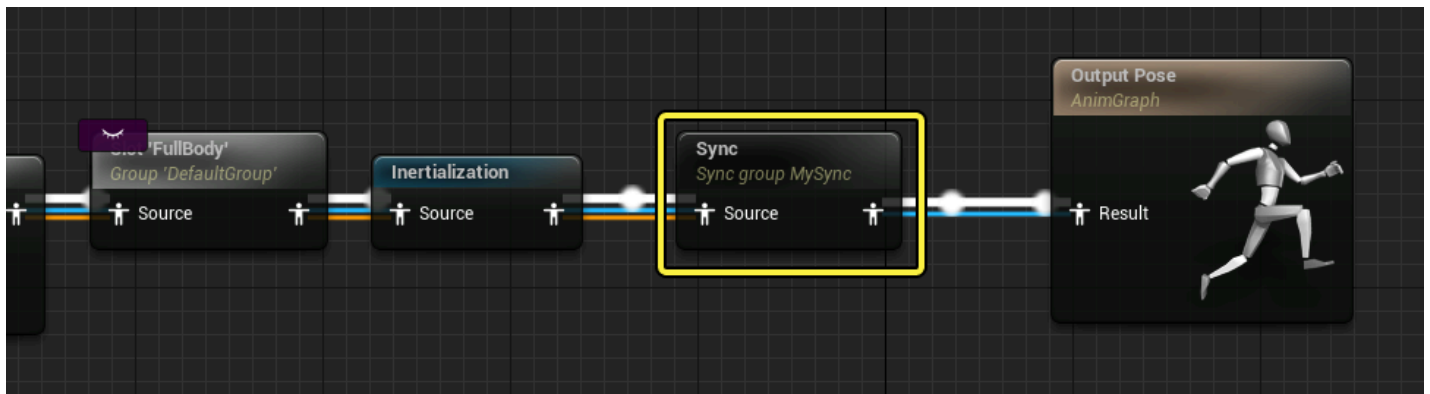 'FullBody'
Group 'DefaultGroup'
Source
Inertialization
Source
Sync
Sync group MySync
Source
Output Pose
AnimGraph
Result